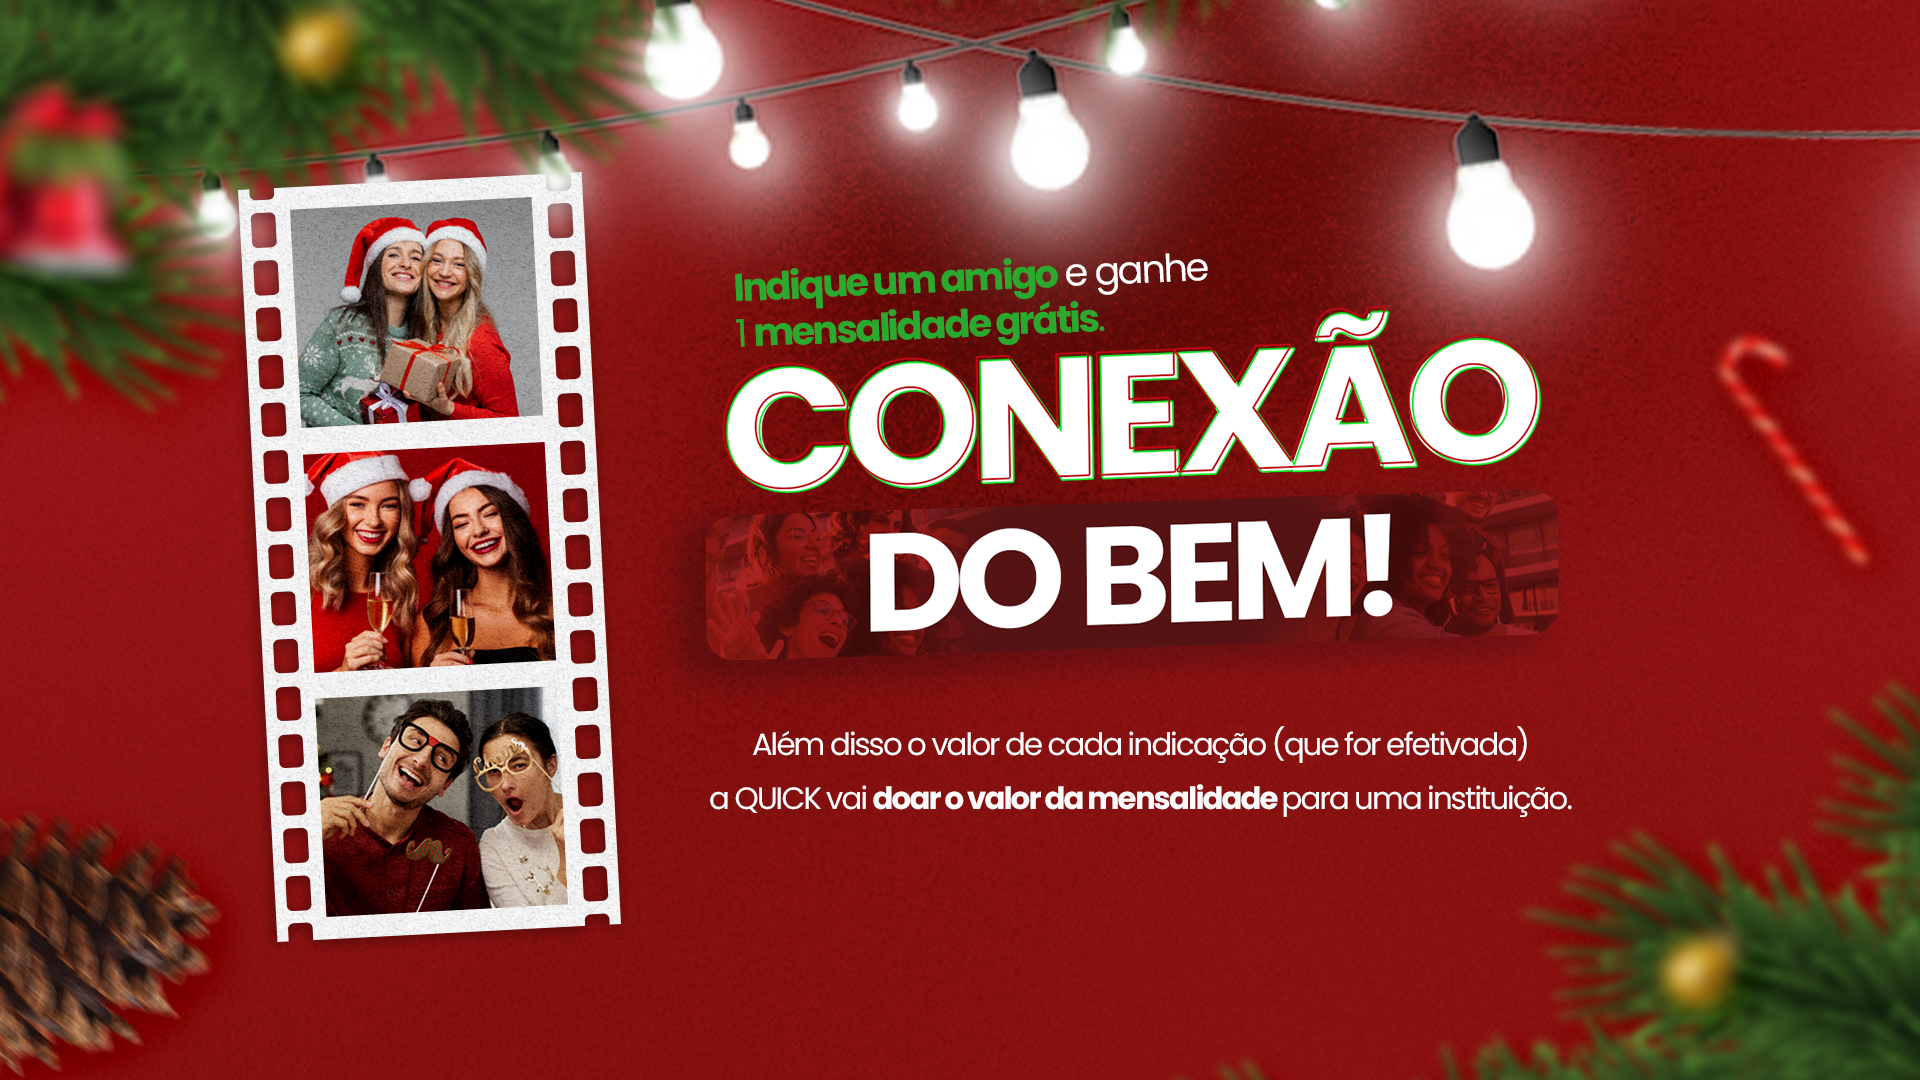 Indique um amigo e ganhe
1 mensalidade grátis.
CONEXÃO
DO BEM!
Além disso o valor de cada indicação (que for efetivada)
a QUICK vai doar o valor da mensalidade para uma instituição.